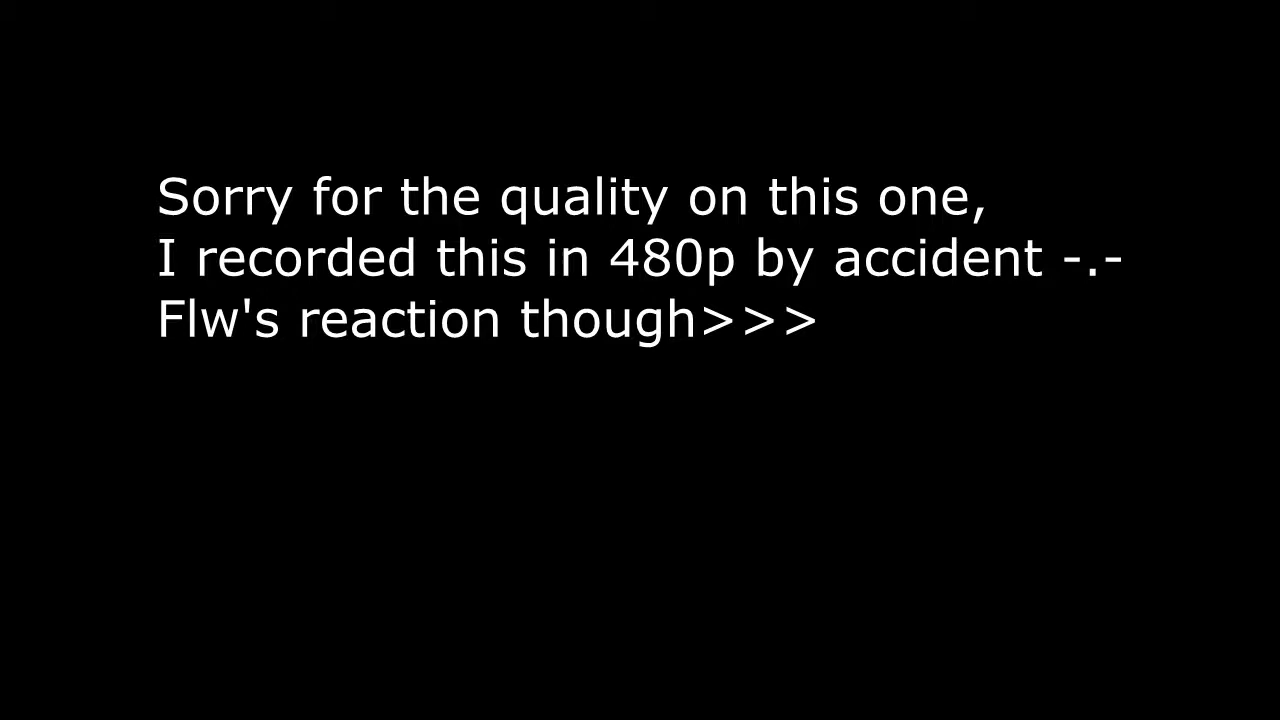 Sorry for the quality on this one,
I recorded this in 480p by accident -.-
Flw's reaction though>>>